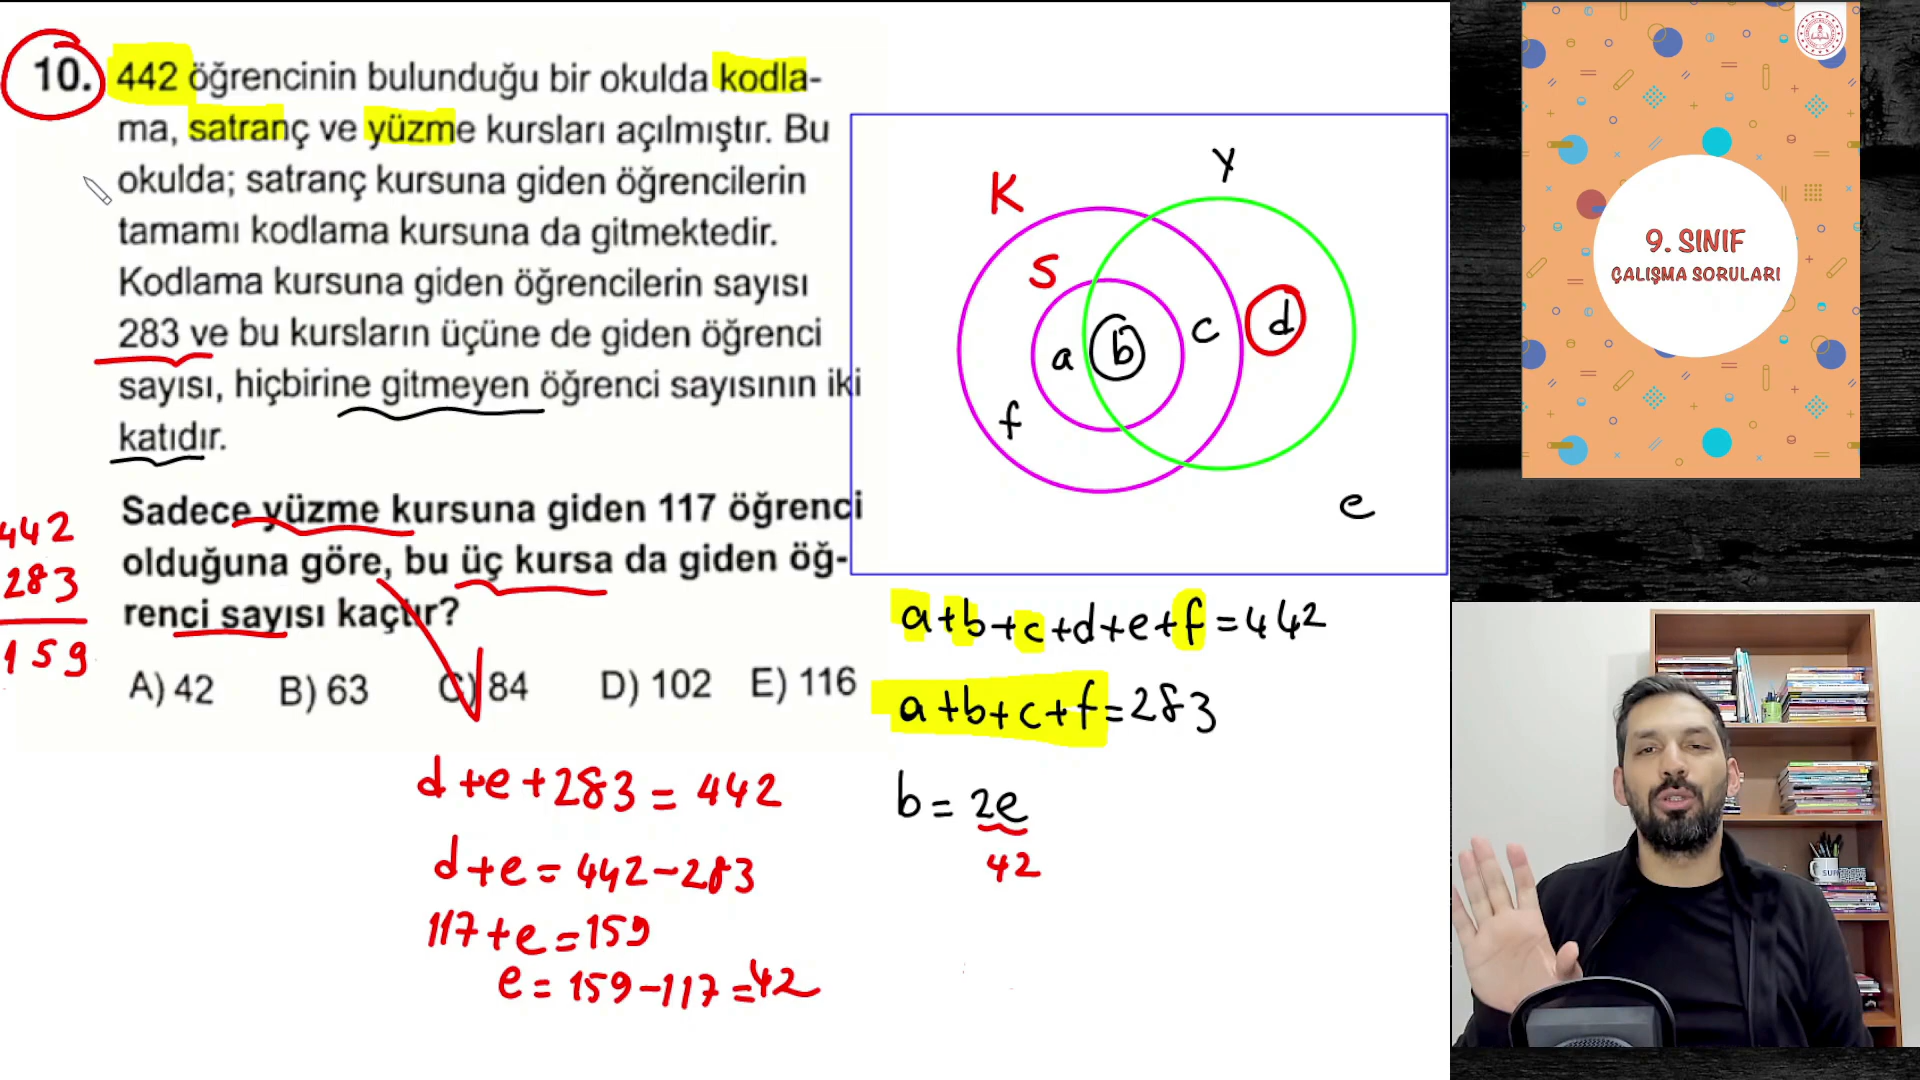 10. 442 öğrencinin bulunduğu bir okulda kodla-
ma, satranç ve yüzme kursları açılmıştır. Bu
okulda; satranç kursuna giden öğrencilerin
tamamı kodlama kursuna da gitmektedir.
Kodlama kursuna giden öğrencilerin sayısı
283 ve bu kursların üçüne de giden öğrenci
sayısı, hiçbirine gitmeyen öğrenci sayısının iki
katıdır.
Sadece yüzme kursuna giden 117 öğrenci
olduğuna göre, bu üç kursa da giden öğ-
renci sayısı kaçtır?
A) 42 B) 63 C) 84 D) 102 E) 116
442
283
159
d+e+283=442
d+e=442-283
117+e=159
e=159-117=42
K
Y
S
a b c d
f
e
a+b+c+d+e+f=442
a+b+c+f=283
b=2e
42
9. SINIF
ÇALIŞMA SORULARI